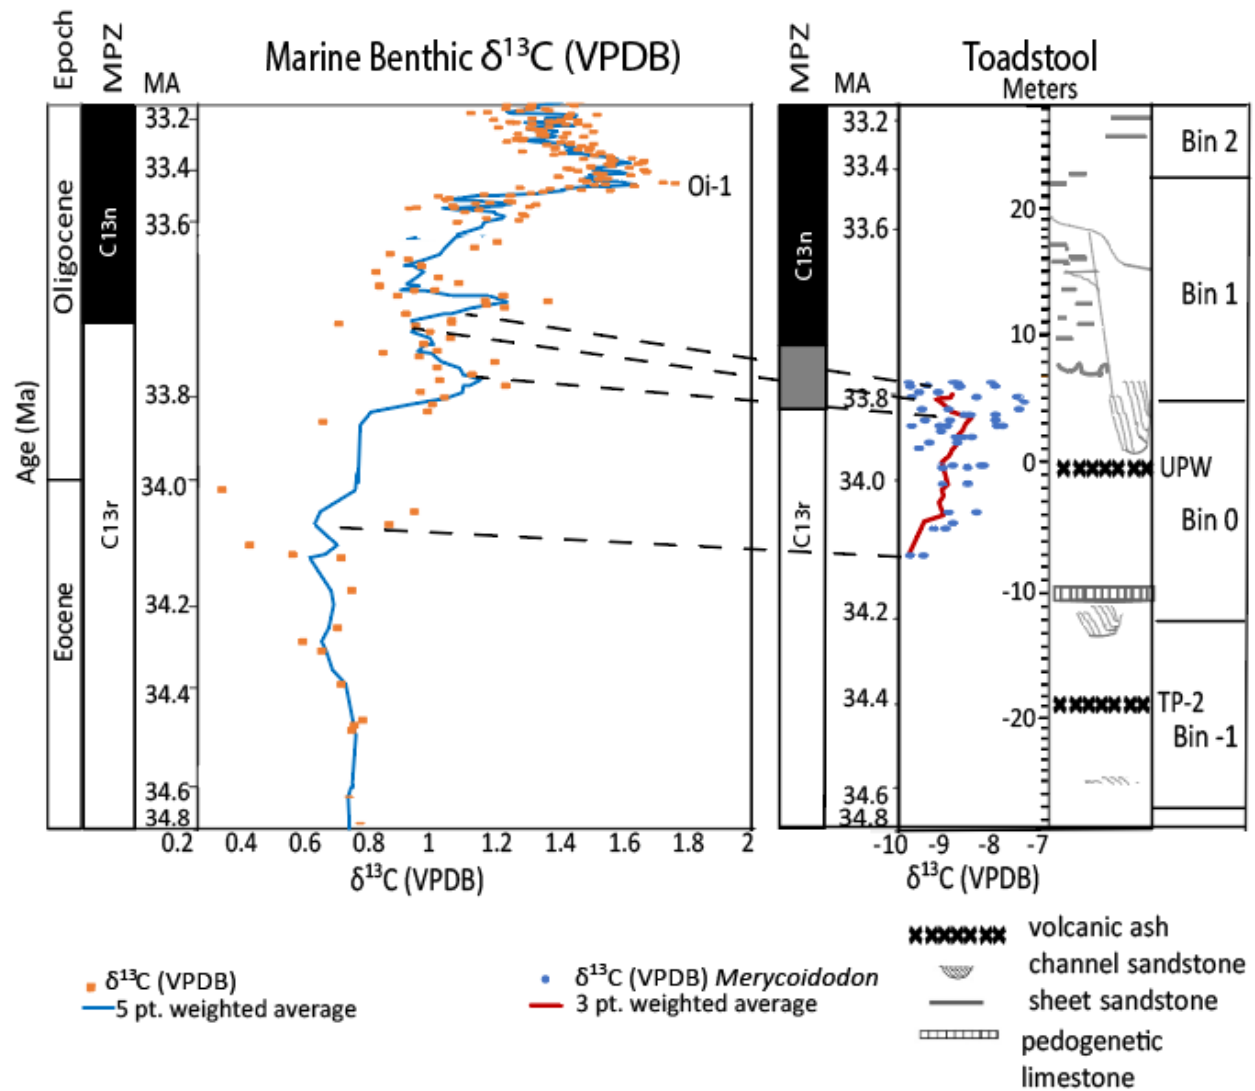 Epoch
MPZ
Marine Benthic δ¹³C (VPDB)
MPZ
Toadstool
MA
MA
Meters
33.2
33.4
33.6
33.8
34.0
34.2
34.4
34.6
34.8
Oi-1
Oligocene
Eocene
C13n
C13r
Age (Ma)
0.2 0.4 0.6 0.8 1 1.2 1.4 1.6 1.8 2
δ¹³C (VPDB)
33.2
33.4
33.6
33.8
34.0
34.2
34.4
34.6
34.8
C13n
C13r
-10 -9 -8 -7
δ¹³C (VPDB)
20
10
0
-10
-20
UPW
TP-2
Bin 2
Bin 1
Bin 0
Bin -1
δ¹³C (VPDB)
5 pt. weighted average
δ¹³C (VPDB) Merycoidodon
3 pt. weighted average
volcanic ash
channel sandstone
sheet sandstone
pedogenetic
limestone